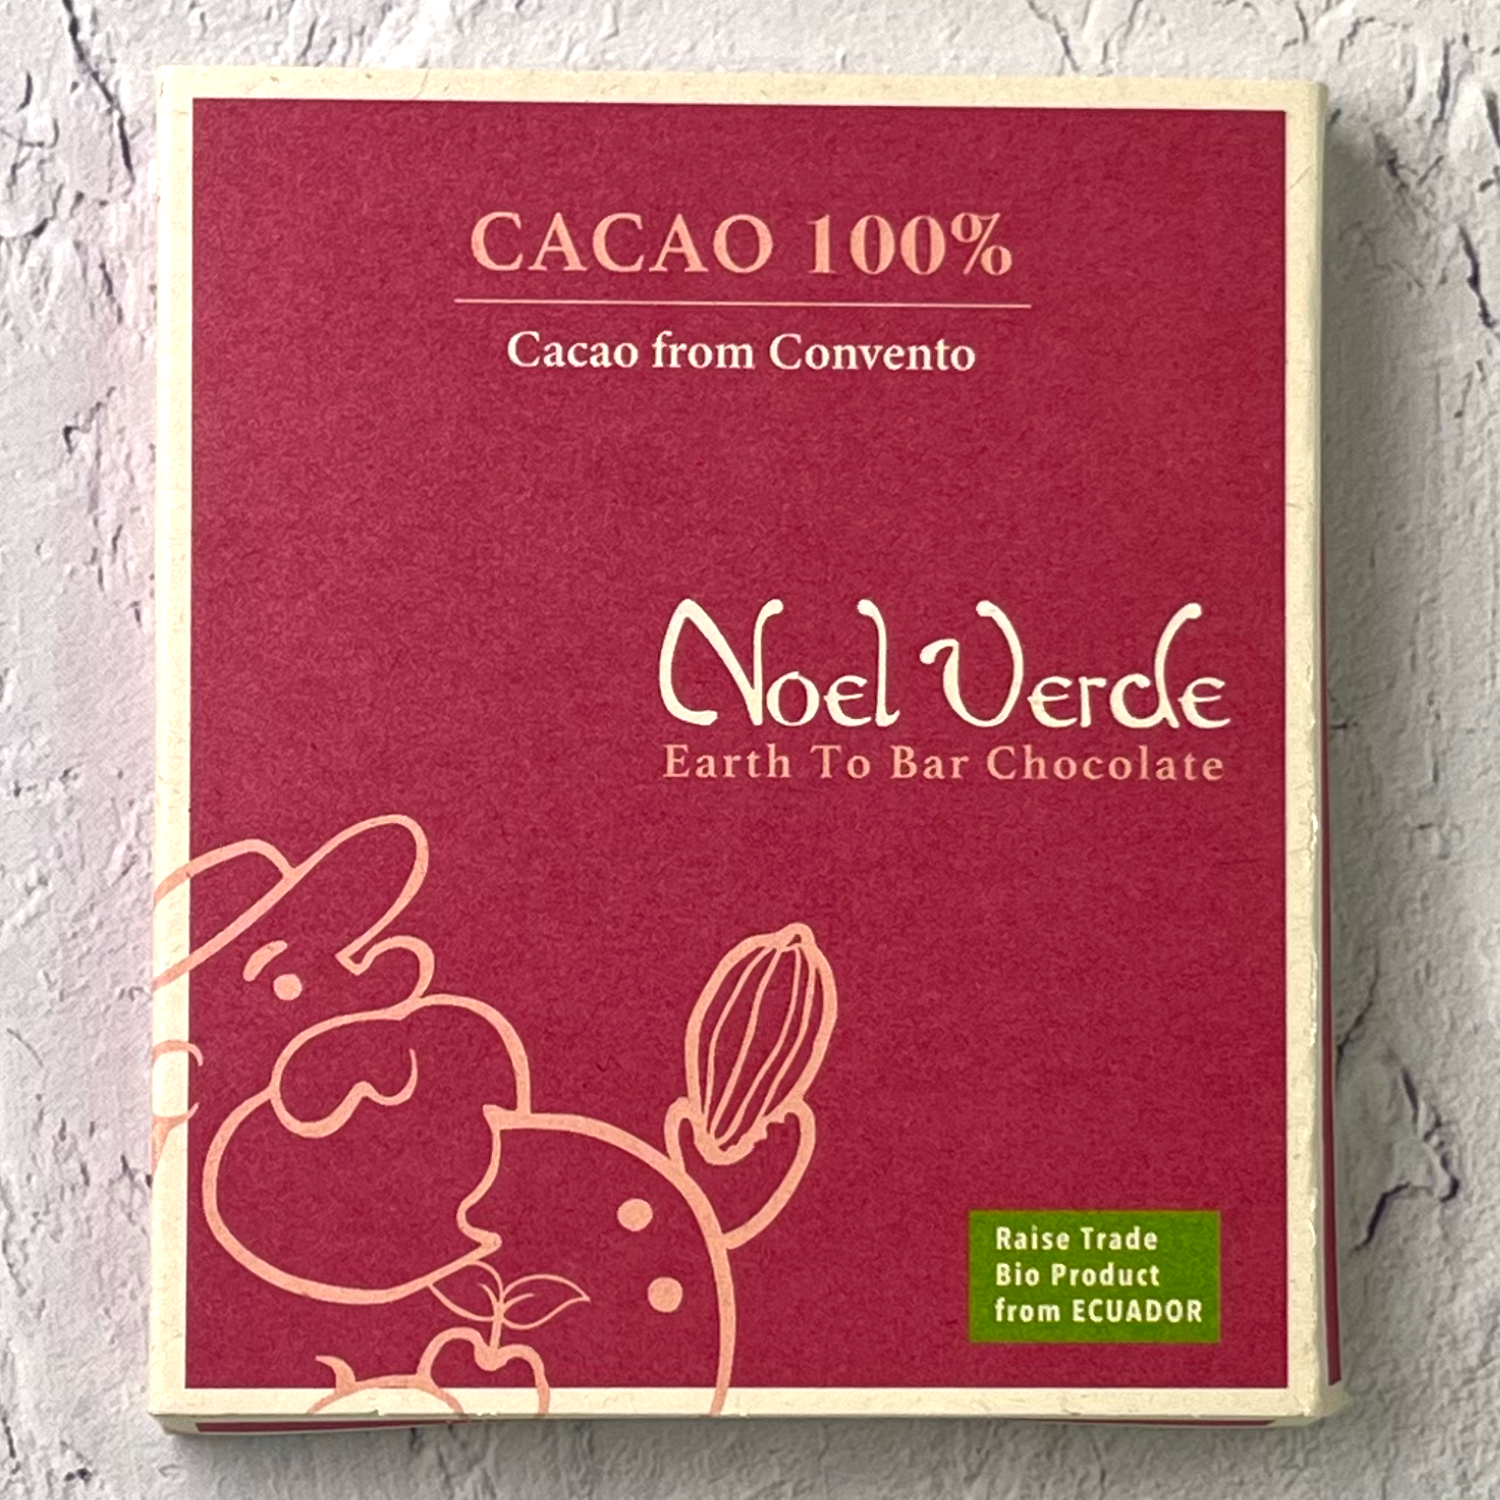 CACAO 100%
Cacao from Convento
Noel Verde
Earth To Bar Chocolate
Raise Trade
Bio Product
from ECUADOR